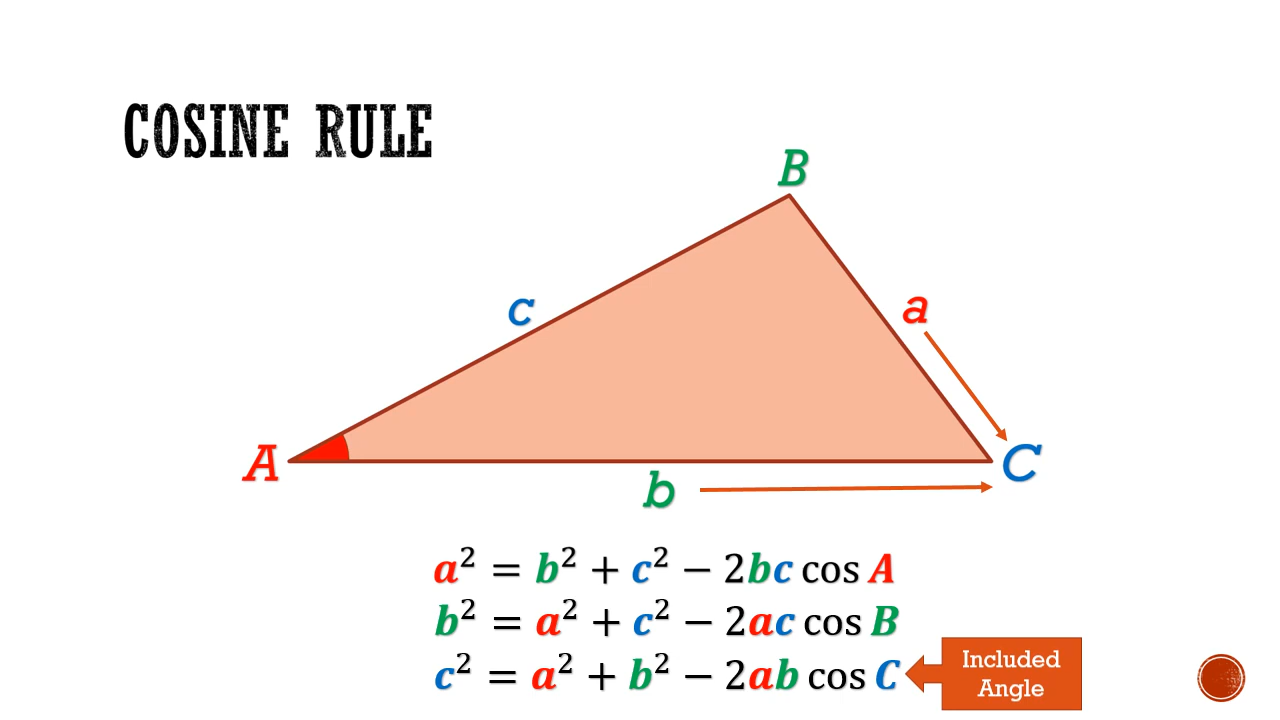 COSINE RULE
B
c
a
A
C
b
a² = b² + c² − 2bc cos A
b² = a² + c² − 2ac cos B
c² = a² + b² − 2ab cos C
Included
Angle